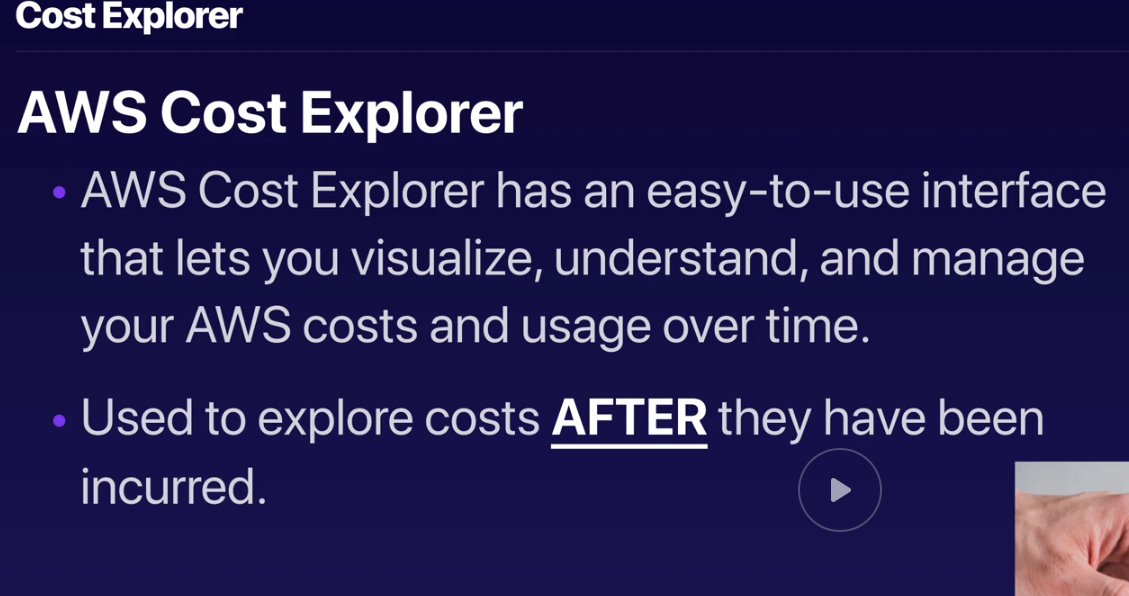 Cost Explorer
AWS Cost Explorer
• AWS Cost Explorer has an easy-to-use interface
that lets you visualize, understand, and manage
your AWS costs and usage over time.
• Used to explore costs AFTER they have been
incurred.